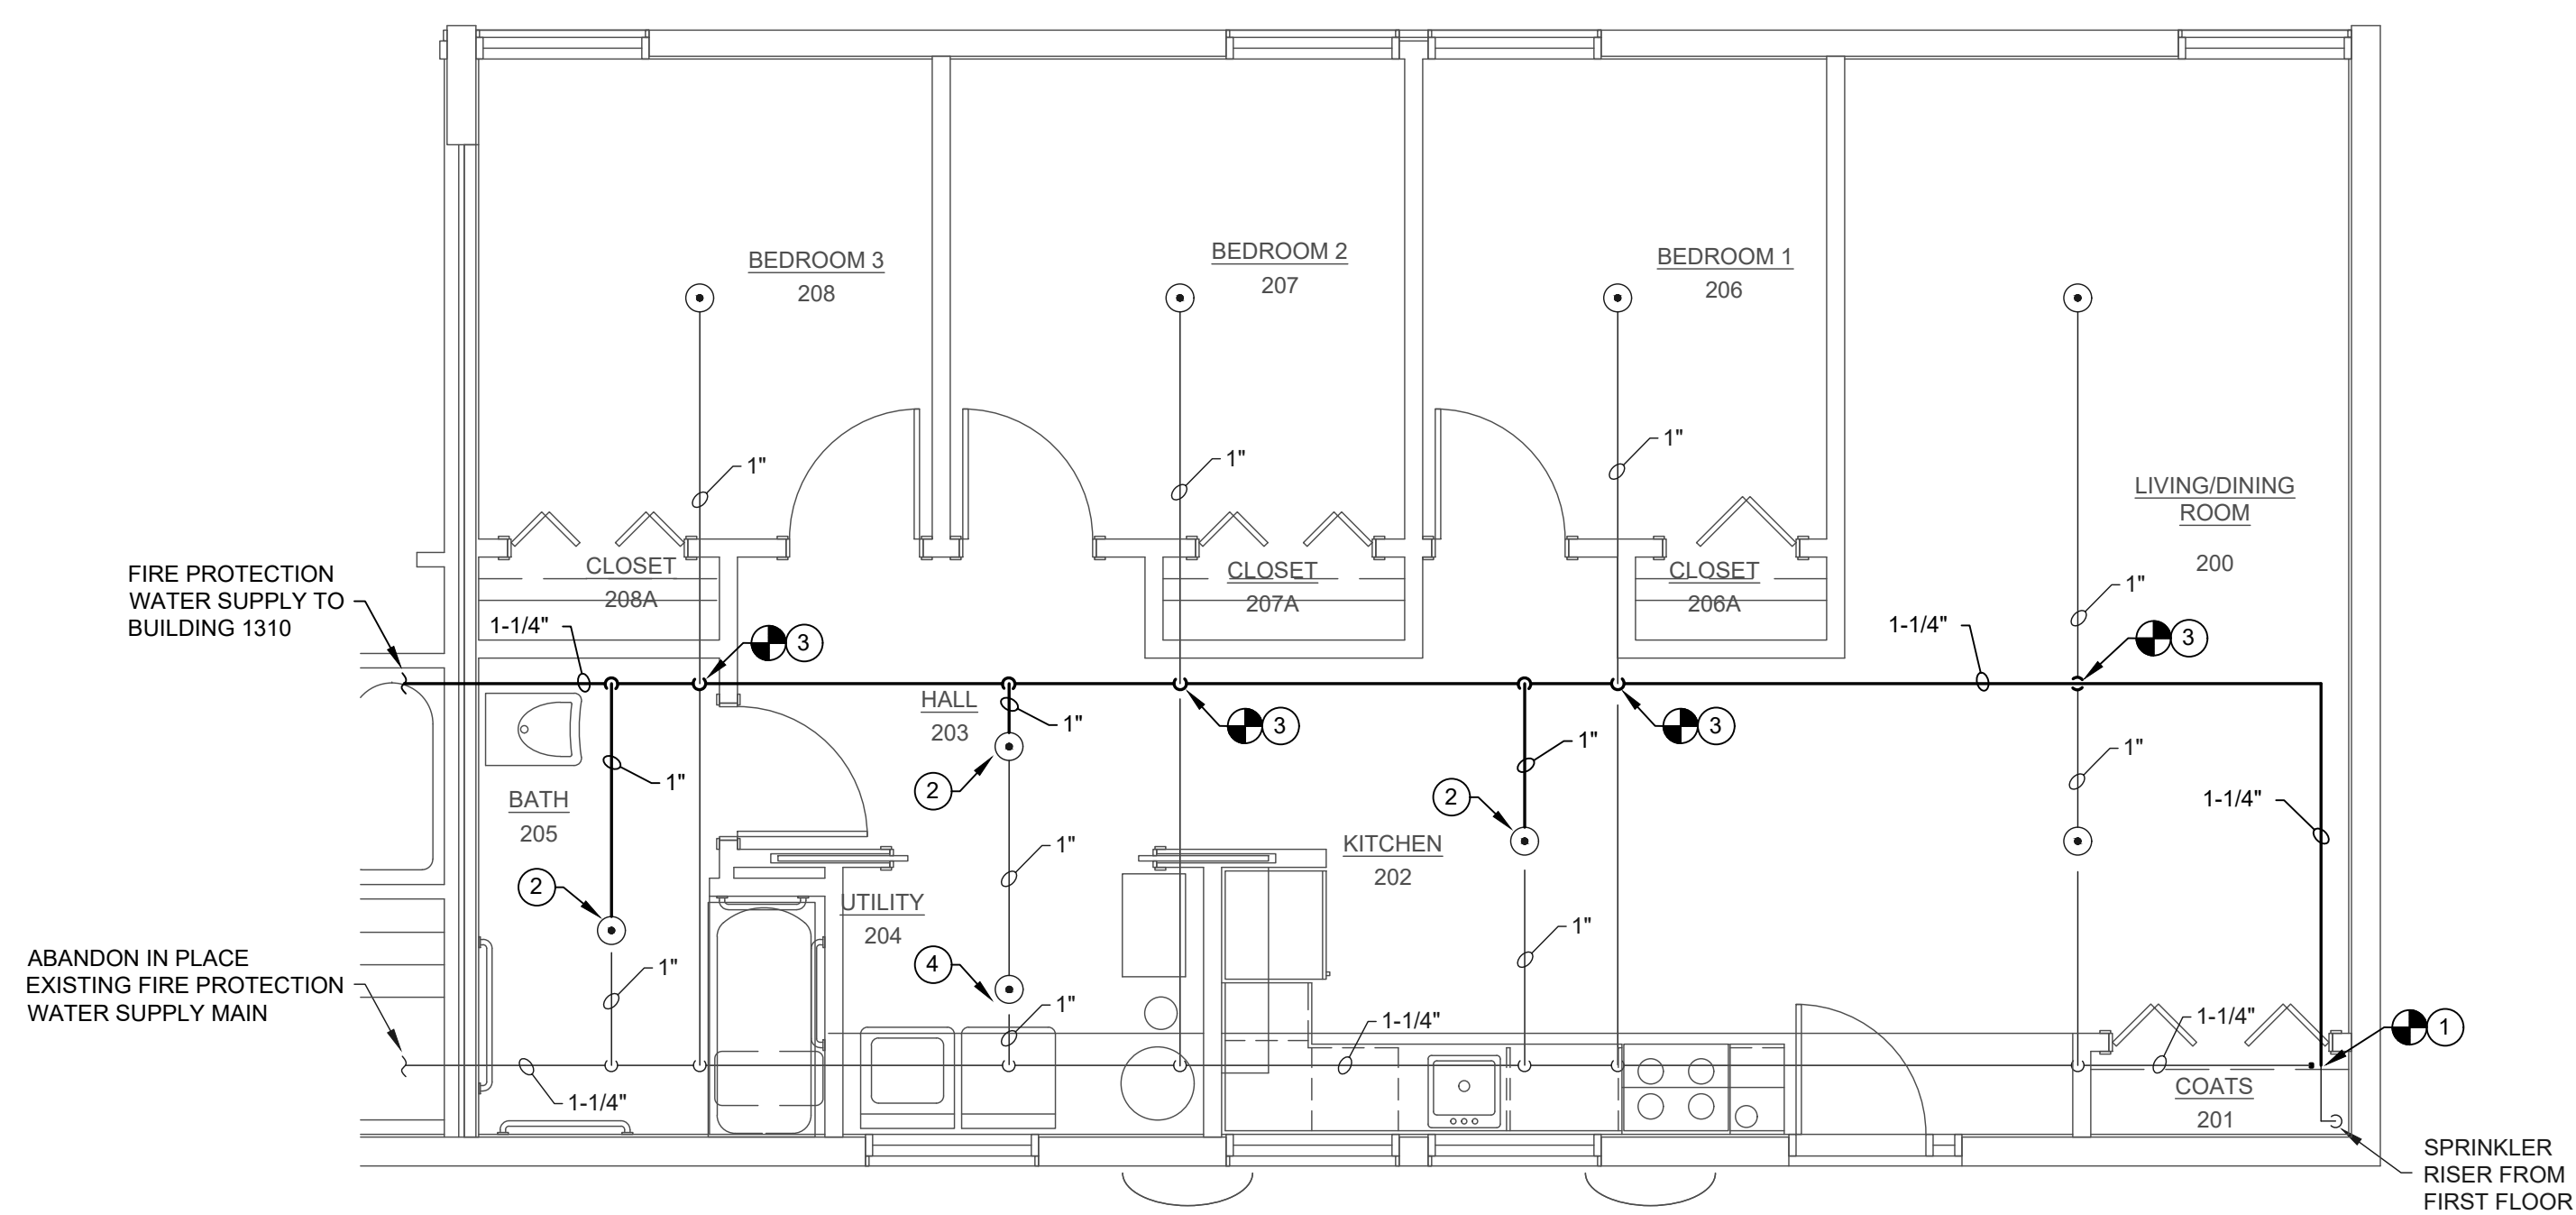 BEDROOM 3
208
BEDROOM 2
207
BEDROOM 1
206
1"
1"
1"
LIVING/DINING
ROOM
200
FIRE PROTECTION
WATER SUPPLY TO
BUILDING 1310
CLOSET
208A
CLOSET
207A
CLOSET
206A
1"
1-1/4"
3
1-1/4"
3
HALL
203
1"
3
3
1"
1"
BATH
205
1"
2
2
1"
1-1/4"
KITCHEN
202
2
1"
UTILITY
204
1"
ABANDON IN PLACE
EXISTING FIRE PROTECTION
WATER SUPPLY MAIN
1"
4
1"
1-1/4"
1-1/4"
1
1-1/4"
COATS
201
SPRINKLER
RISER FROM
FIRST FLOOR